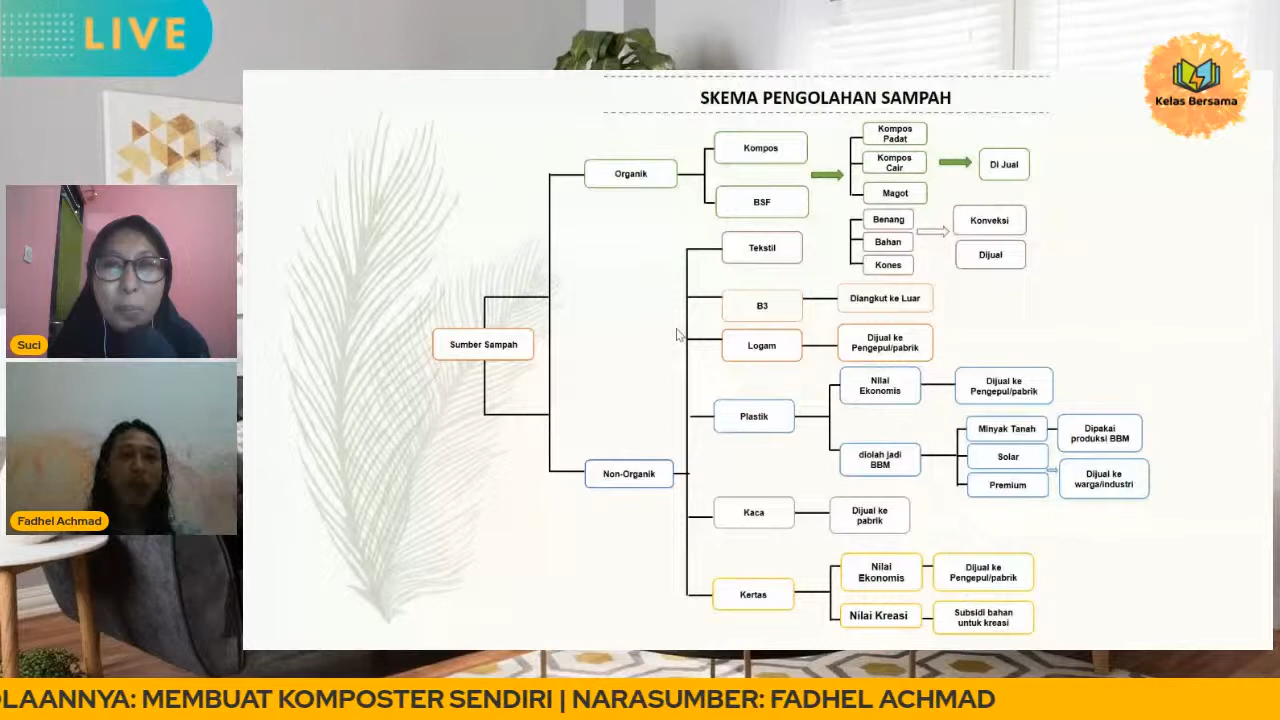 LIVE
Kelas Bersama
SKEMA PENGOLAHAN SAMPAH
Sumber Sampah
Organik
Kompos
BSF
Kompos
Padat
Kompos
Cair
Magot
Di Jual
Non-Organik
Tekstil
Benang
Bahan
Kones
Konveksi
Dijual
B3
Diangkut ke Luar
Logam
Dijual ke
Pengepul/pabrik
Plastik
Nilai
Ekonomis
Dijual ke
Pengepul/pabrik
diolah jadi
BBM
Minyak Tanah
Solar
Premium
Dipakai
produksi BBM
Dijual ke
warga/industri
Kaca
Dijual ke
pabrik
Kertas
Nilai
Ekonomis
Dijual ke
Pengepul/pabrik
Nilai Kreasi
Subsidi bahan
untuk kreasi
Suci
Fadhel Achmad
OLAANNYA: MEMBUAT KOMPOSTER SENDIRI | NARASUMBER: FADHEL ACHMAD